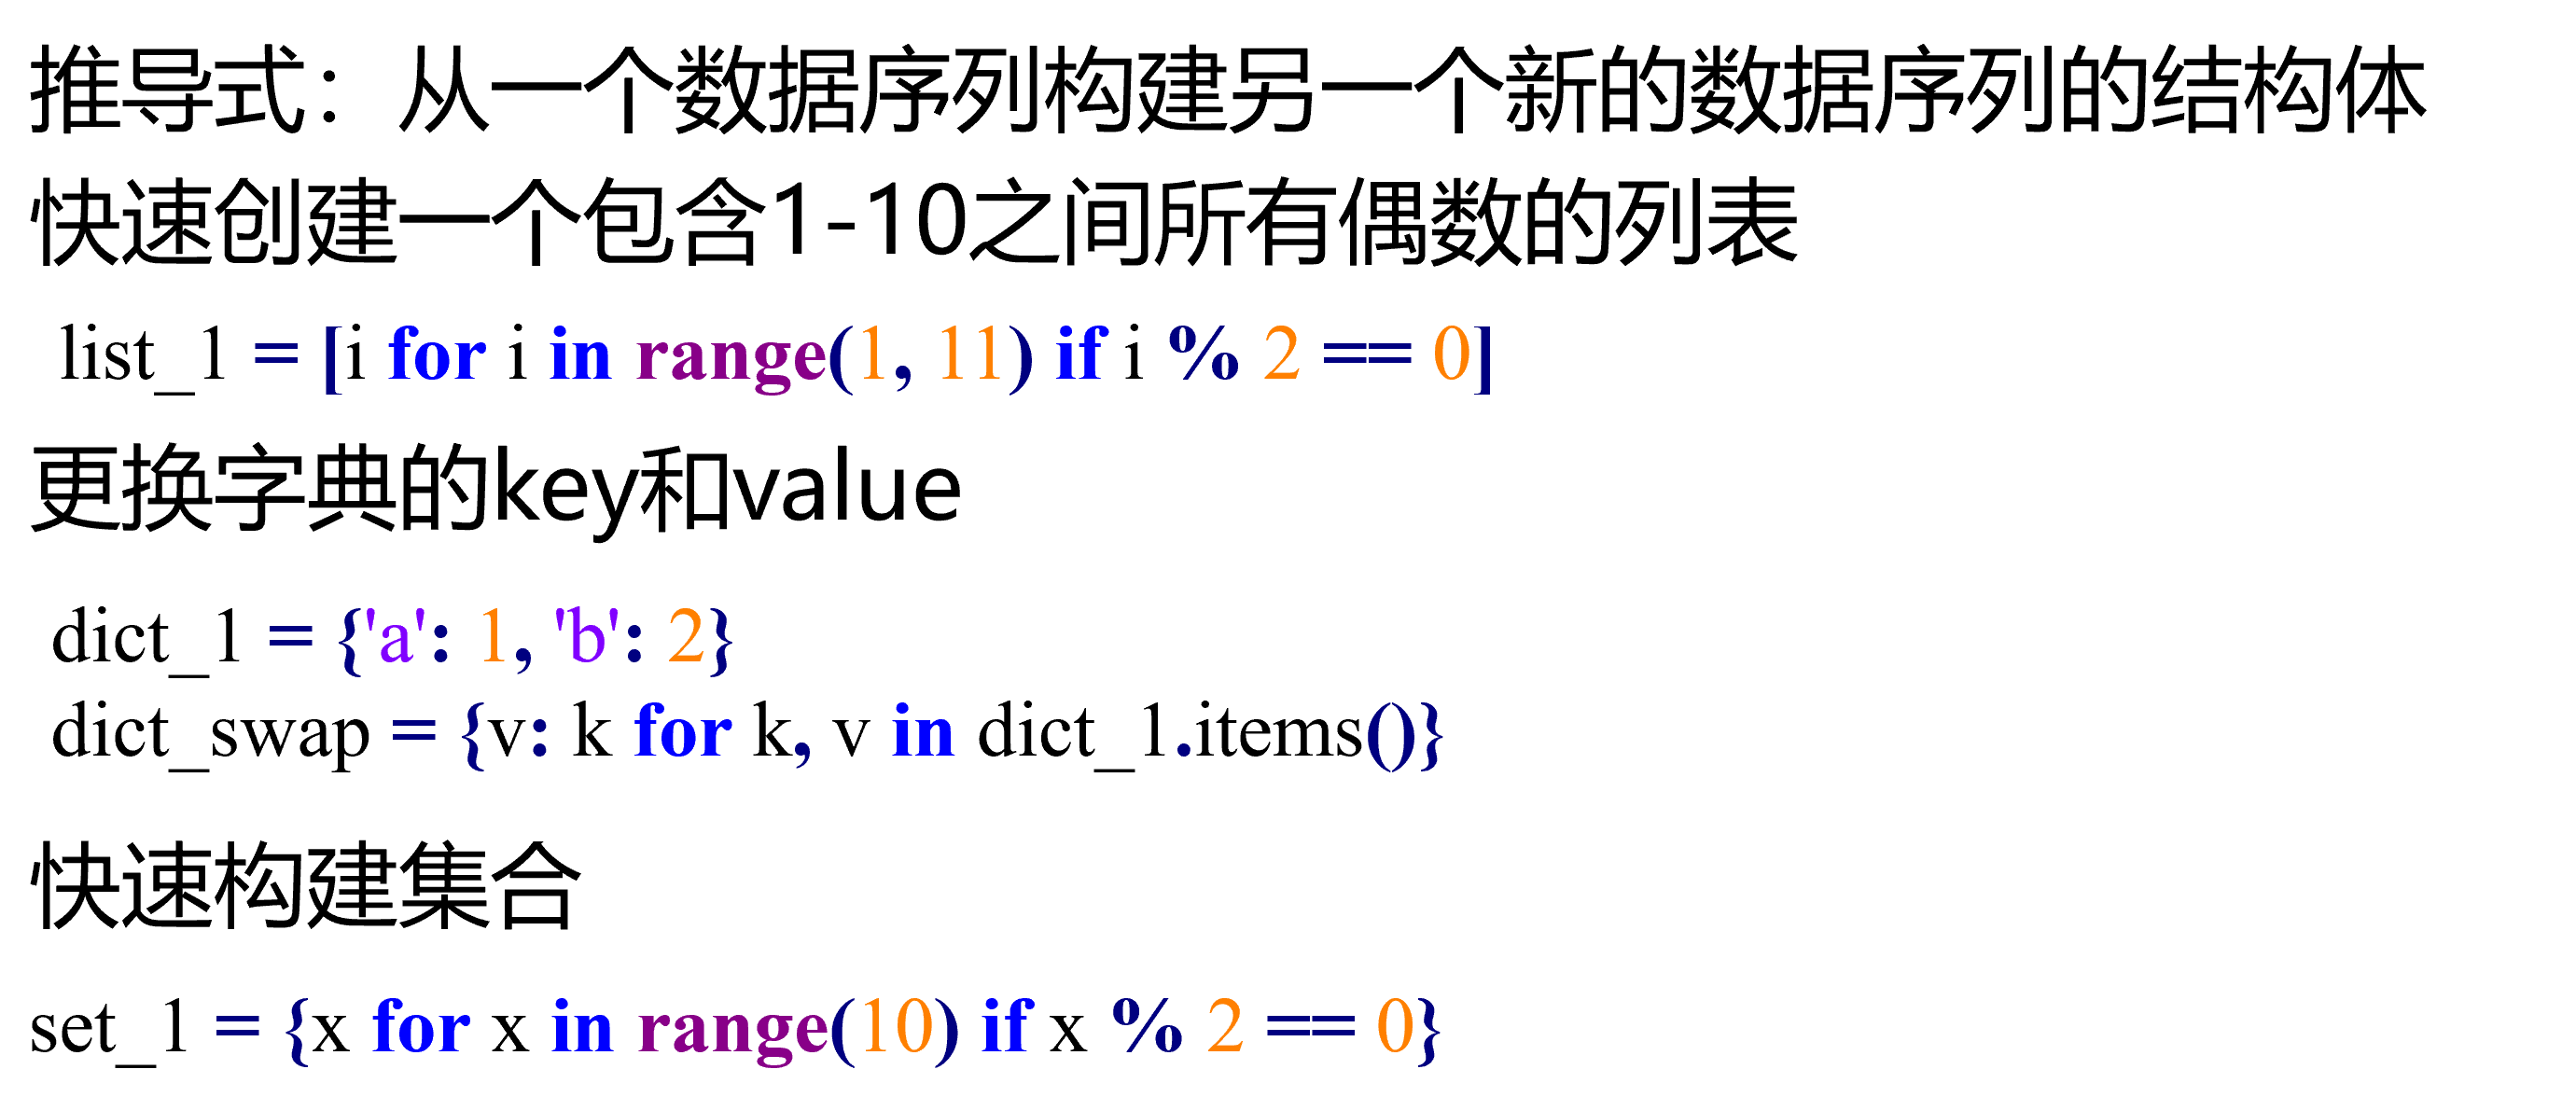 推导式：从一个数据序列构建另一个新的数据序列的结构体
快速创建一个包含1-10之间所有偶数的列表
list_1 = [i for i in range(1, 11) if i % 2 == 0]
更换字典的key和value
dict_1 = {'a': 1, 'b': 2}
dict_swap = {v: k for k, v in dict_1.items()}
快速构建集合
set_1 = {x for x in range(10) if x % 2 == 0}